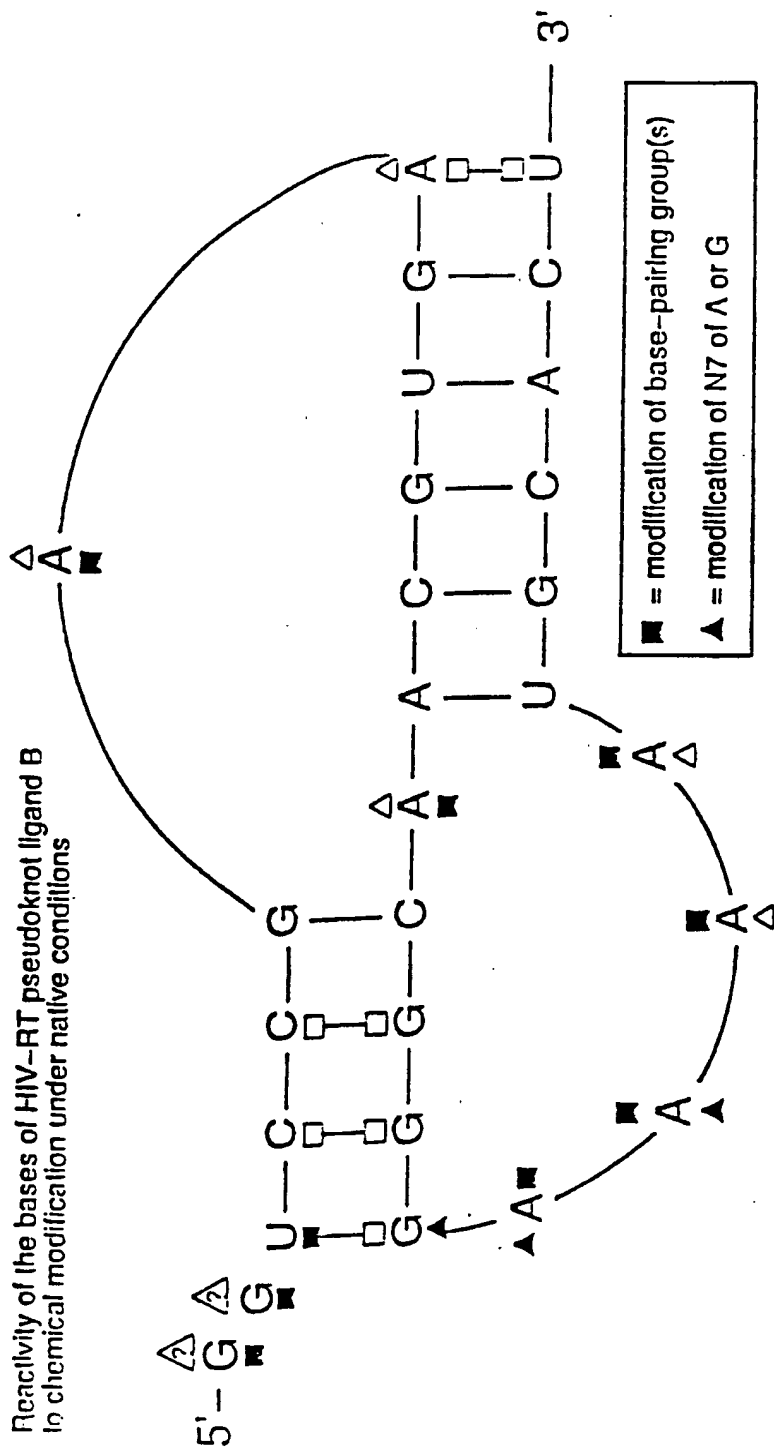 Reactivity of the bases of HIV–RT pseudoknot ligand B
to chemical modification under native conditions
A
? ?
5'– G G U C C G
G G G C A A C G U G A
U G C A C U 3'
A A A A
= modification of base–pairing group(s)
= modification of N7 of A or G